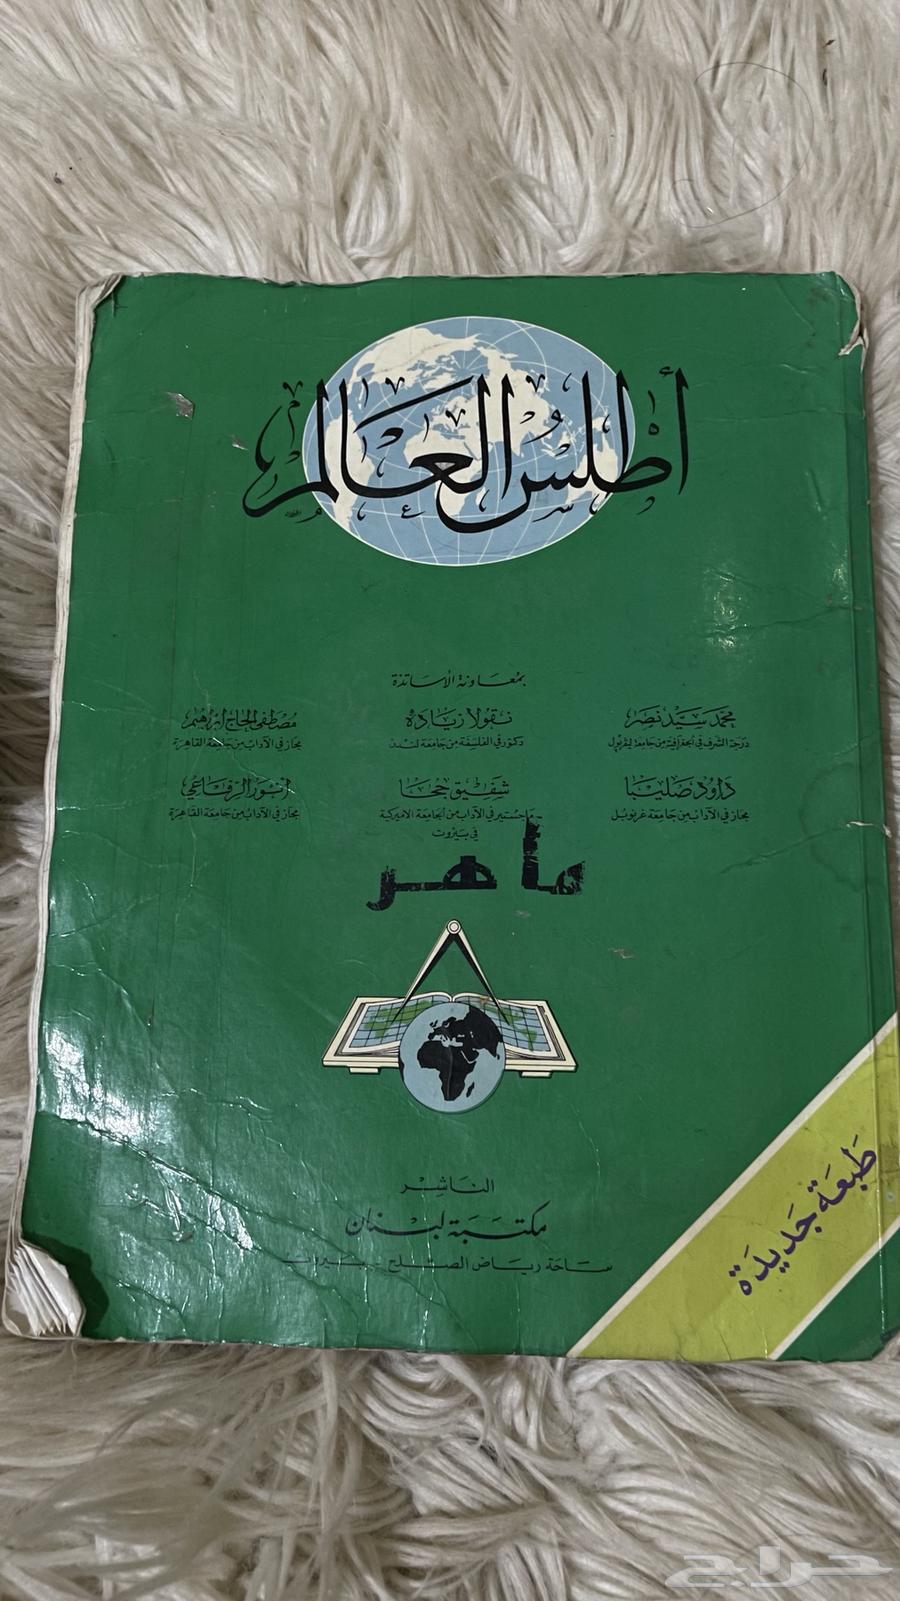 أطلس العالم
بمعاونة الأساتذة
محمد سيد نصر
درجة الشرف في الجغرافية من جامعة ليفربول
نقولا زيادة
دكتور في الفلسفة من جامعة لندن
مصطفى الحاج ابراهيم
مجاز في الآداب من جامعة القاهرة
داود صليبا
مجاز في الآداب من جامعة غرنوبل
شفيق جحا
ماجستير في الآداب من الجامعة الاميركية
في بيروت
أنور الرفاعي
مجاز في الآداب من جامعة القاهرة
ماهر
الناشر
مكتبة لبنان
ساحة رياض الصلح - بيروت
طبعة جديدة
حراج